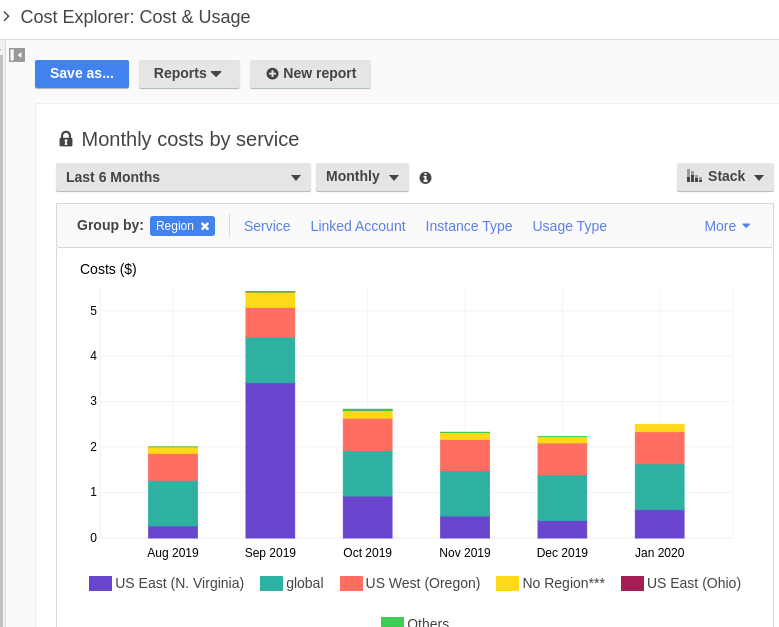 Cost Explorer: Cost & Usage
Save as... Reports New report
Monthly costs by service
Last 6 Months Monthly Stack
Group by: Region Service Linked Account Instance Type Usage Type More
Costs ($)
5
4
3
2
1
0
Aug 2019 Sep 2019 Oct 2019 Nov 2019 Dec 2019 Jan 2020
US East (N. Virginia) global US West (Oregon) No Region*** US East (Ohio)
Others